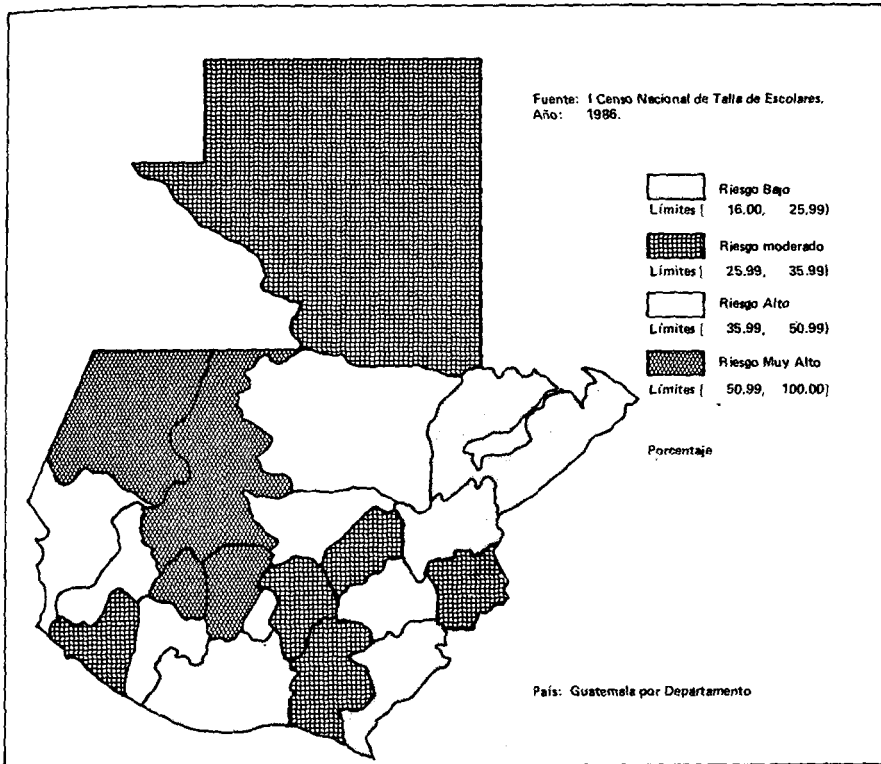 Fuente: I Censo Nacional de Talla de Escolares.
Año: 1986.
Riesgo Bajo
Límites ( 16.00, 25.99)
Riesgo moderado
Límites ( 25.99, 35.99)
Riesgo Alto
Límites ( 35.99, 50.99)
Riesgo Muy Alto
Límites ( 50.99, 100.00)
Porcentaje
País: Guatemala por Departamento